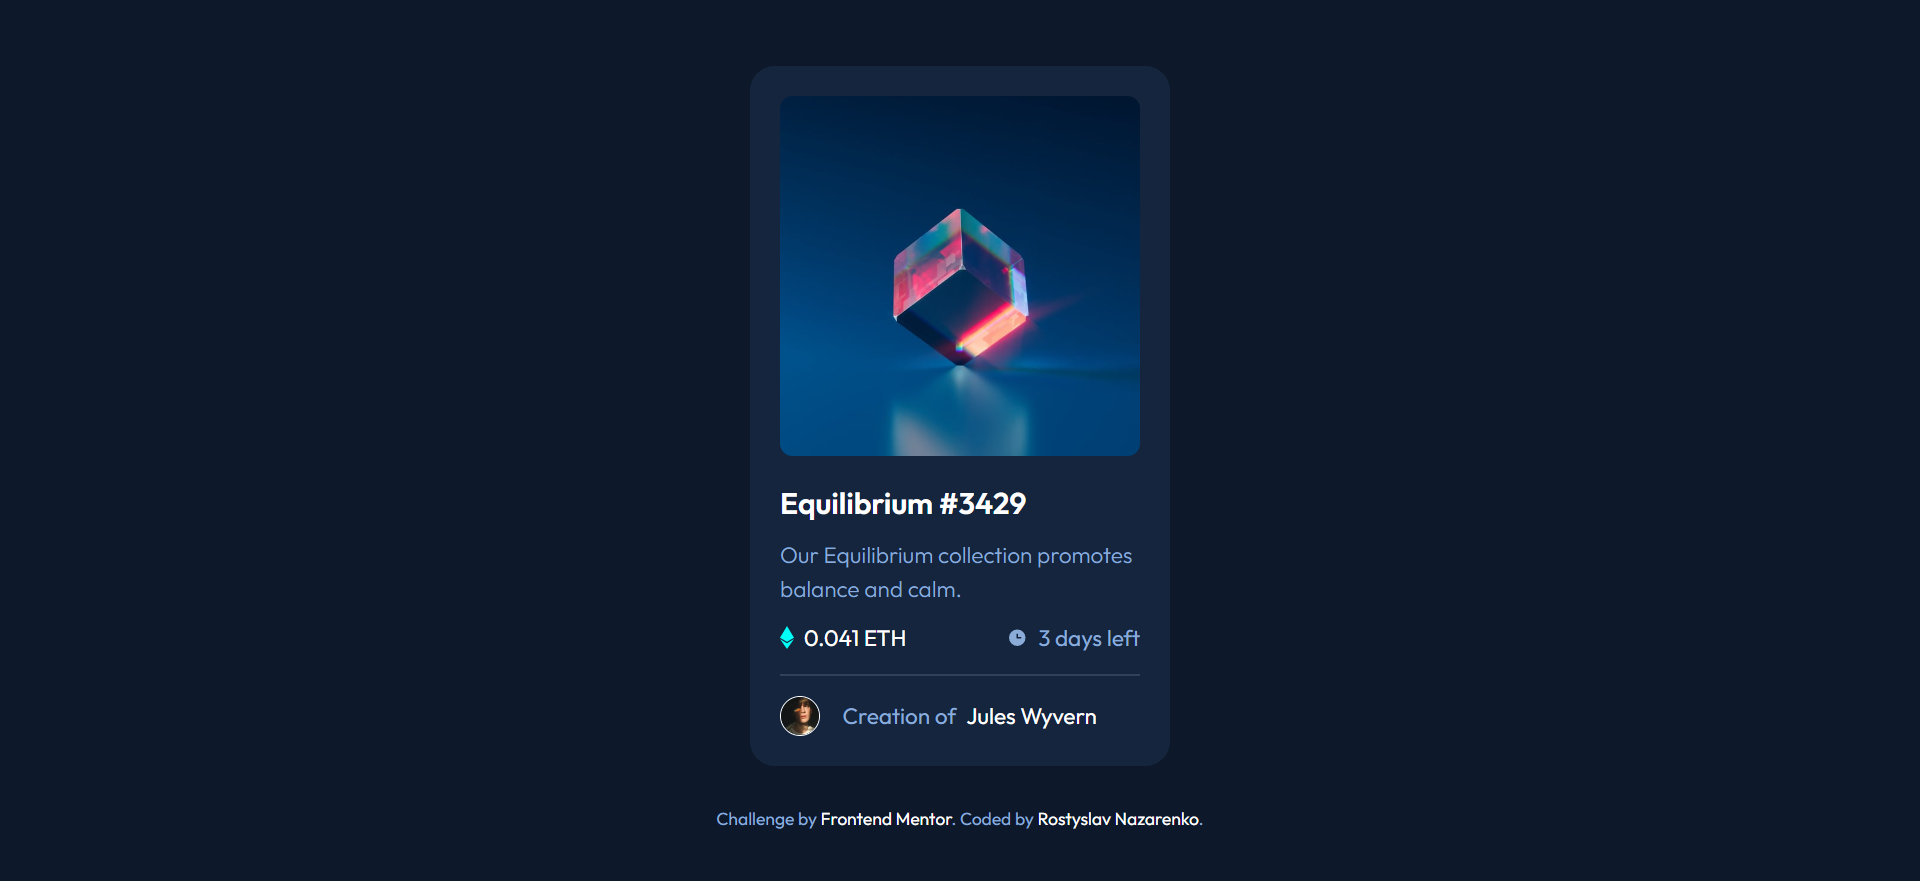 Equilibrium #3429
Our Equilibrium collection promotes
balance and calm.
0.041 ETH
3 days left
Creation of Jules Wyvern
Challenge by Frontend Mentor. Coded by Rostyslav Nazarenko.